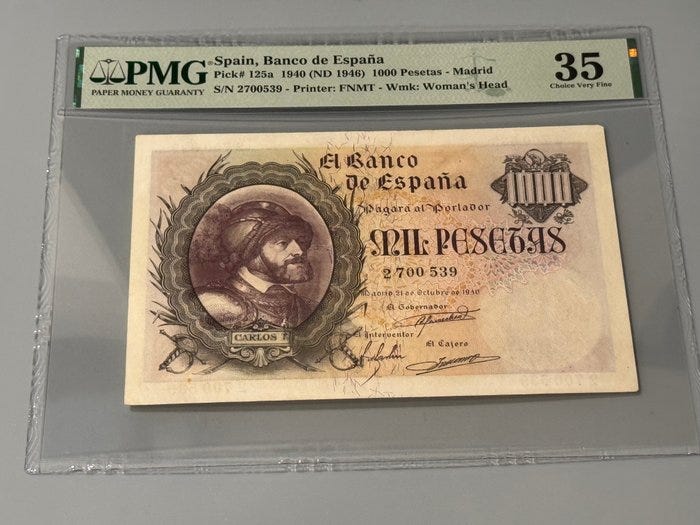 PMG
PAPER MONEY GUARANTY
Spain, Banco de España
Pick# 125a 1940 (ND 1946) 1000 Pesetas - Madrid
S/N 2700539 - Printer: FNMT - Wmk: Woman's Head
35
Choice Very Fine
El Banco
de España
Pagará al Portador
MIL PESETAS
2 700 539
Madrid, 21 de Octubre de 1940
El Gobernador
El Interventor
El Cajero
CARLOS I